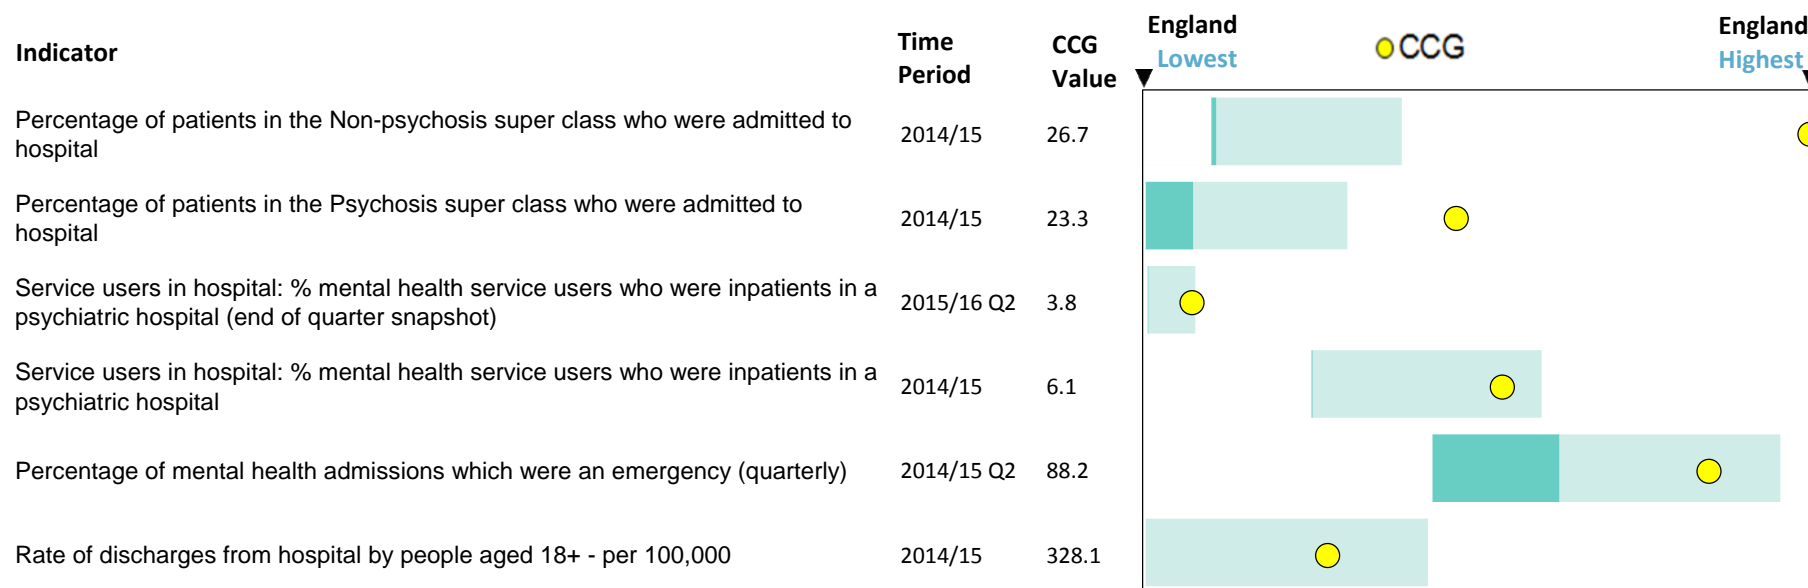 Indicator
Time Period
CCG Value
England Lowest
CCG
England Highest
Percentage of patients in the Non-psychosis super class who were admitted to
hospital
2014/15
26.7
Percentage of patients in the Psychosis super class who were admitted to
hospital
2014/15
23.3
Service users in hospital: % mental health service users who were inpatients in a
psychiatric hospital (end of quarter snapshot)
2015/16 Q2
3.8
Service users in hospital: % mental health service users who were inpatients in a
psychiatric hospital
2014/15
6.1
Percentage of mental health admissions which were an emergency (quarterly)
2014/15 Q2
88.2
Rate of discharges from hospital by people aged 18+ - per 100,000
2014/15
328.1